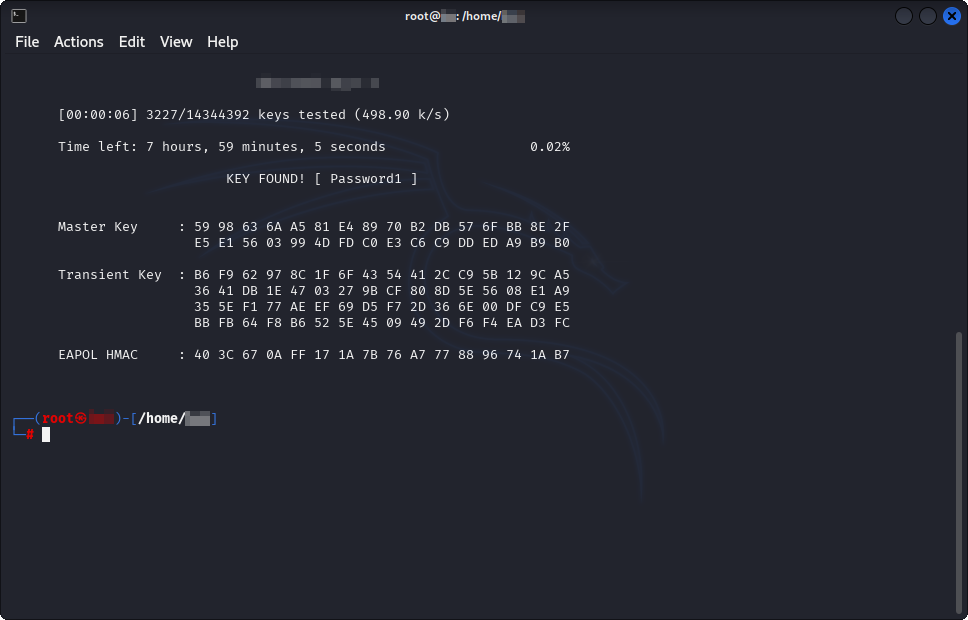 root@ : /home/
File Actions Edit View Help
[00:00:06] 3227/14344392 keys tested (498.90 k/s)
Time left: 7 hours, 59 minutes, 5 seconds 0.02%
KEY FOUND! [ Password1 ]
Master Key : 59 98 63 6A A5 81 E4 89 70 B2 DB 57 6F BB 8E 2F
E5 E1 56 03 99 4D FD C0 E3 C6 C9 DD ED A9 B9 B0
Transient Key : B6 F9 62 97 8C 1F 6F 43 54 41 2C C9 5B 12 9C A5
36 41 DB 1E 47 03 27 9B CF 80 8D 5E 56 08 E1 A9
35 5E F1 77 AE EF 69 D5 F7 2D 36 6E 00 DF C9 E5
BB FB 64 F8 B6 52 5E 45 09 49 2D F6 F4 EA D3 FC
EAPOL HMAC : 40 3C 67 0A FF 17 1A 7B 76 A7 77 88 96 74 1A B7
┌──(root㉿ )-[/home/ ]
└─#